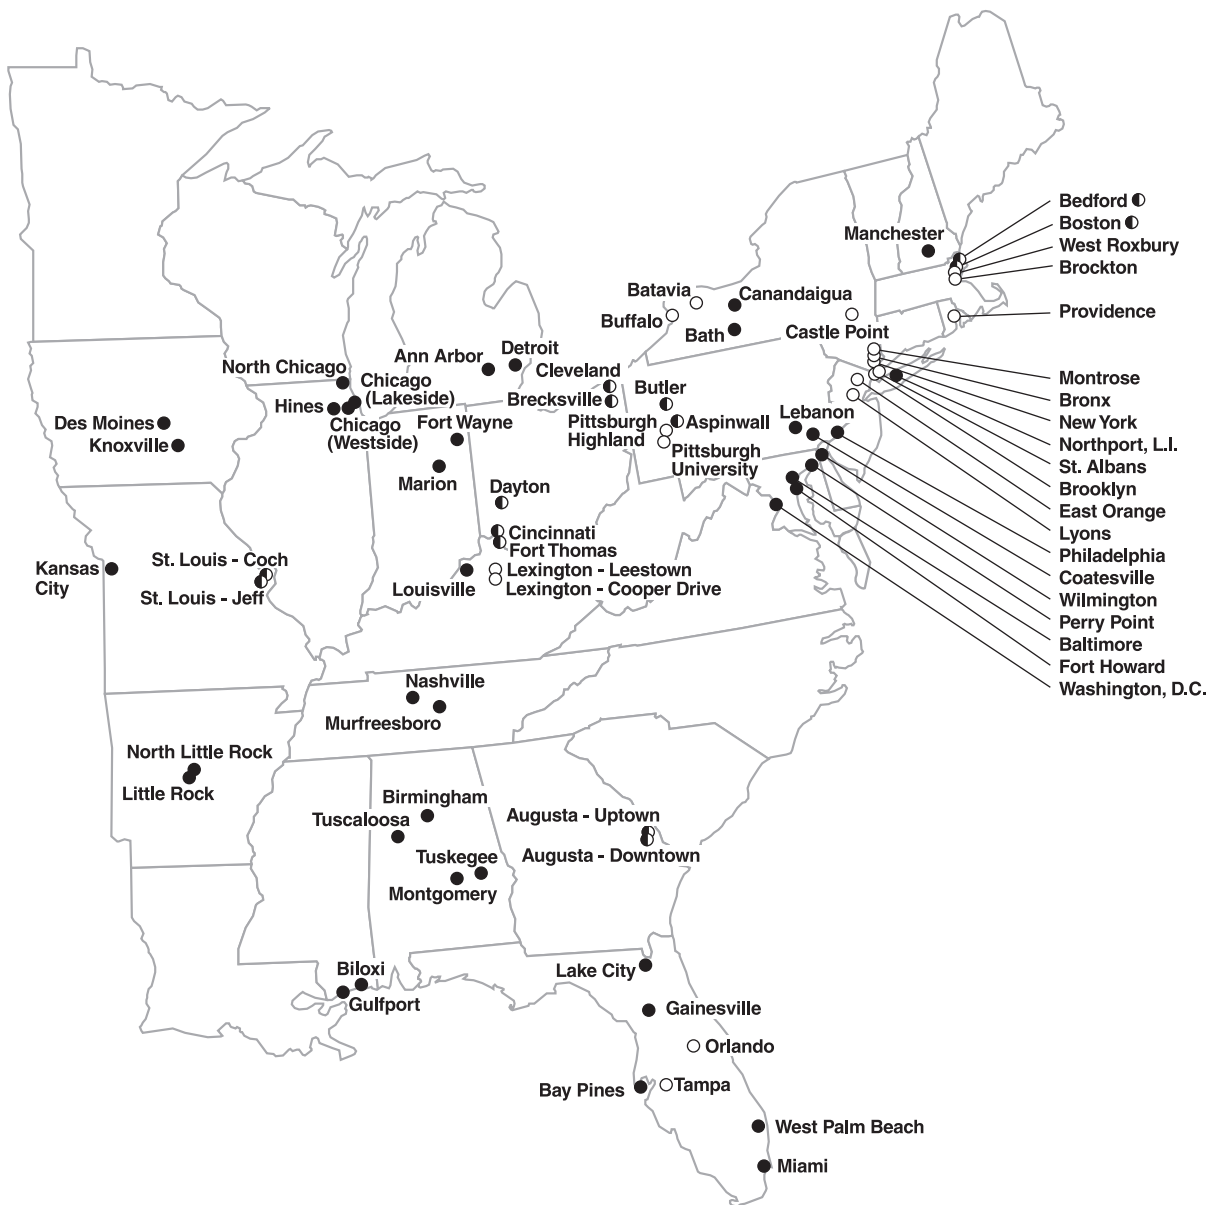 Bedford
Boston
West Roxbury
Brockton
Providence
Manchester
Batavia
Canandaigua
Buffalo
Bath
Castle Point
Montrose
Bronx
New York
Northport, L.I.
St. Albans
Brooklyn
East Orange
Lyons
Philadelphia
Coatesville
Wilmington
Perry Point
Baltimore
Fort Howard
Washington, D.C.
North Chicago
Ann Arbor
Detroit
Cleveland
Chicago
(Lakeside)
Hines
Chicago
(Westside)
Brecksville
Butler
Des Moines
Knoxville
Fort Wayne
Pittsburgh
Highland
Aspinwall
Lebanon
Marion
Pittsburgh
University
Dayton
Cincinnati
Fort Thomas
Kansas
City
St. Louis - Coch
St. Louis - Jeff
Louisville
Lexington - Leestown
Lexington - Cooper Drive
Nashville
Murfreesboro
North Little Rock
Little Rock
Birmingham
Tuscaloosa
Augusta - Uptown
Augusta - Downtown
Tuskegee
Montgomery
Biloxi
Gulfport
Lake City
Gainesville
Orlando
Bay Pines
Tampa
West Palm Beach
Miami